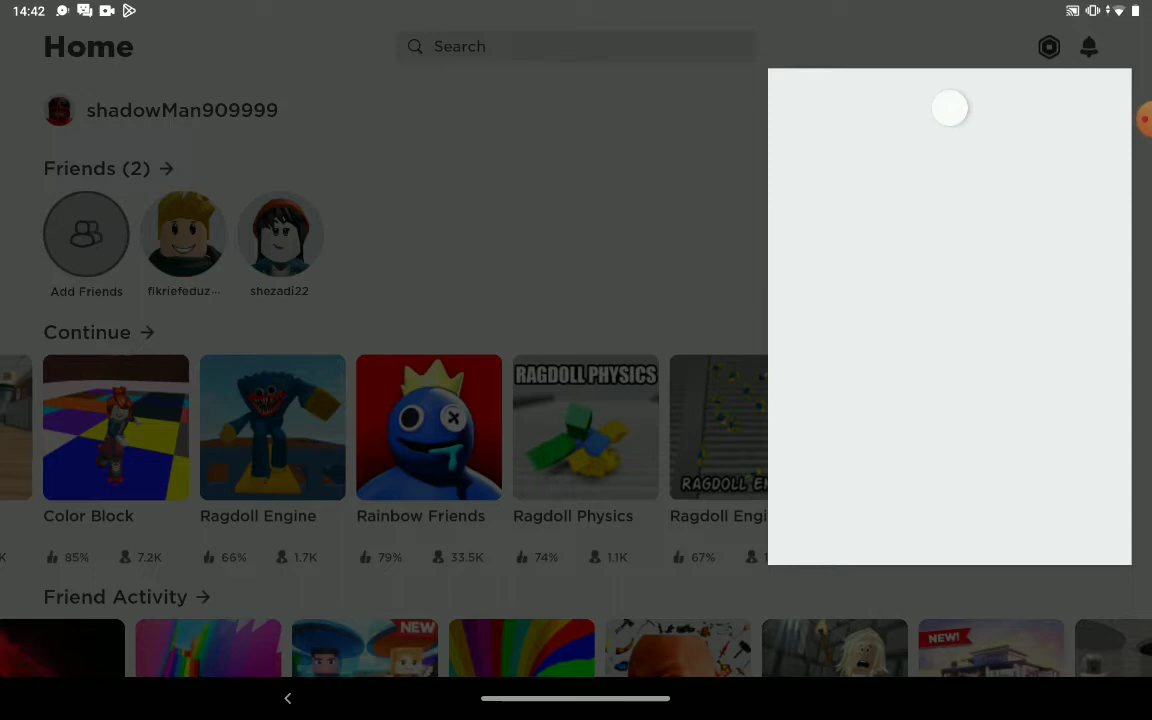 14:42
Home
Search
shadowMan909999
Friends (2)
Add Friends
fikriefeduz...
shezadi22
Continue
RAGDOLL PHYSICS
Color Block
Ragdoll Engine
Rainbow Friends
Ragdoll Physics
Ragdoll Engi
K
85%
7.2K
66%
1.7K
79%
33.5K
74%
1.1K
67%
Friend Activity
NEW
NEW!